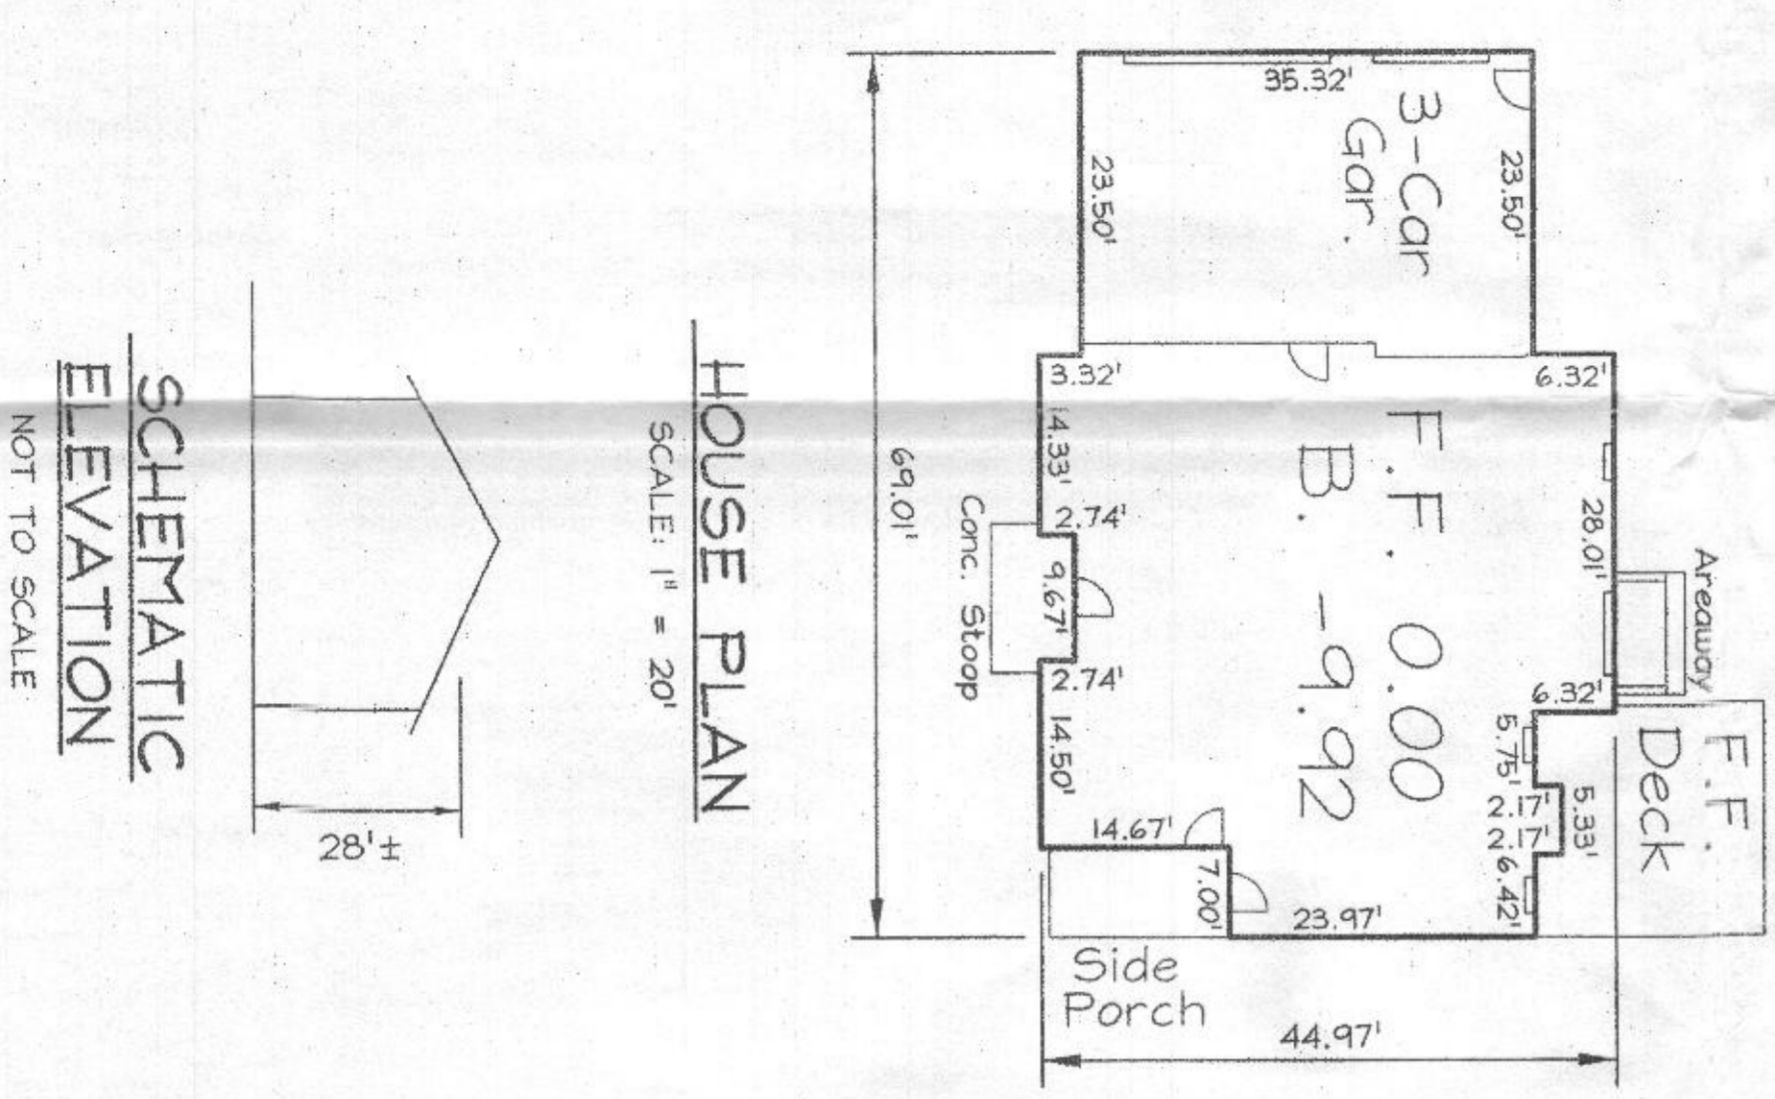 35.32'
3-Car
Gar.
23.50'
23.50'
3.32'
6.32'
14.33'
2.74'
9.67'
2.74'
14.50'
14.67'
7.00'
23.97'
6.42'
2.17'
2.17'
5.33'
5.75'
6.32'
28.01'
F.F. 0.00
B. -9.92
Areaway
F.F.
Deck
Conc. Stoop
Side
Porch
69.01'
44.97'
HOUSE PLAN
SCALE: 1" = 20'
28'±
SCHEMATIC
ELEVATION
NOT TO SCALE